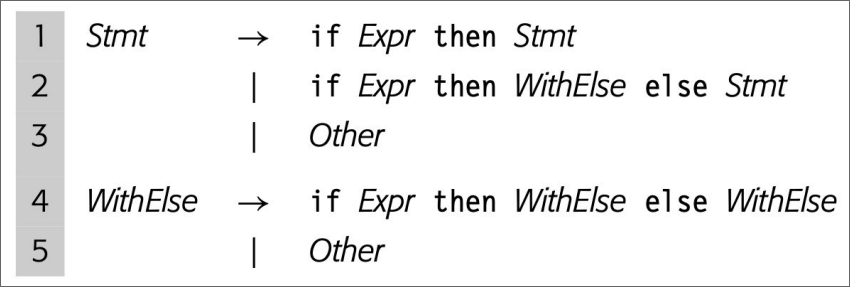 1 Stmt → if Expr then Stmt
2 | if Expr then WithElse else Stmt
3 | Other
4 WithElse → if Expr then WithElse else WithElse
5 | Other